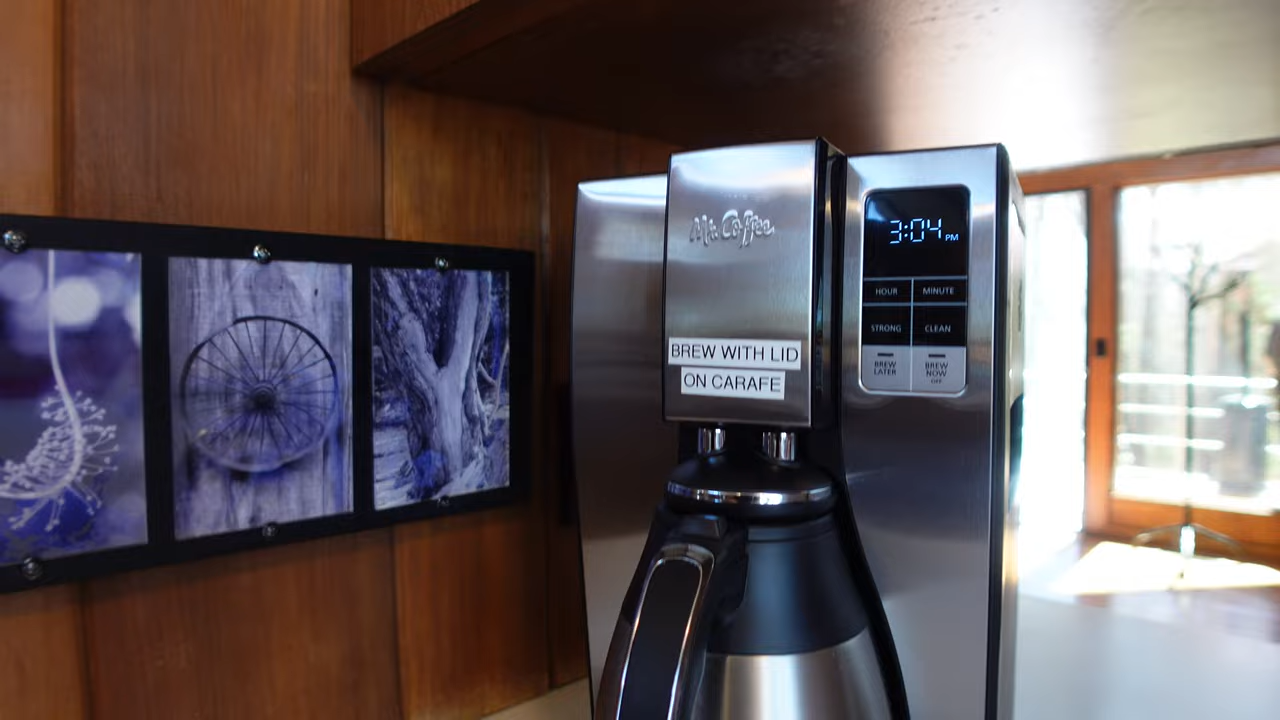 Mr. Coffee
3:04 PM
HOUR MINUTE
STRONG CLEAN
BREW LATER
BREW NOW
OFF
BREW WITH LID
ON CARAFE